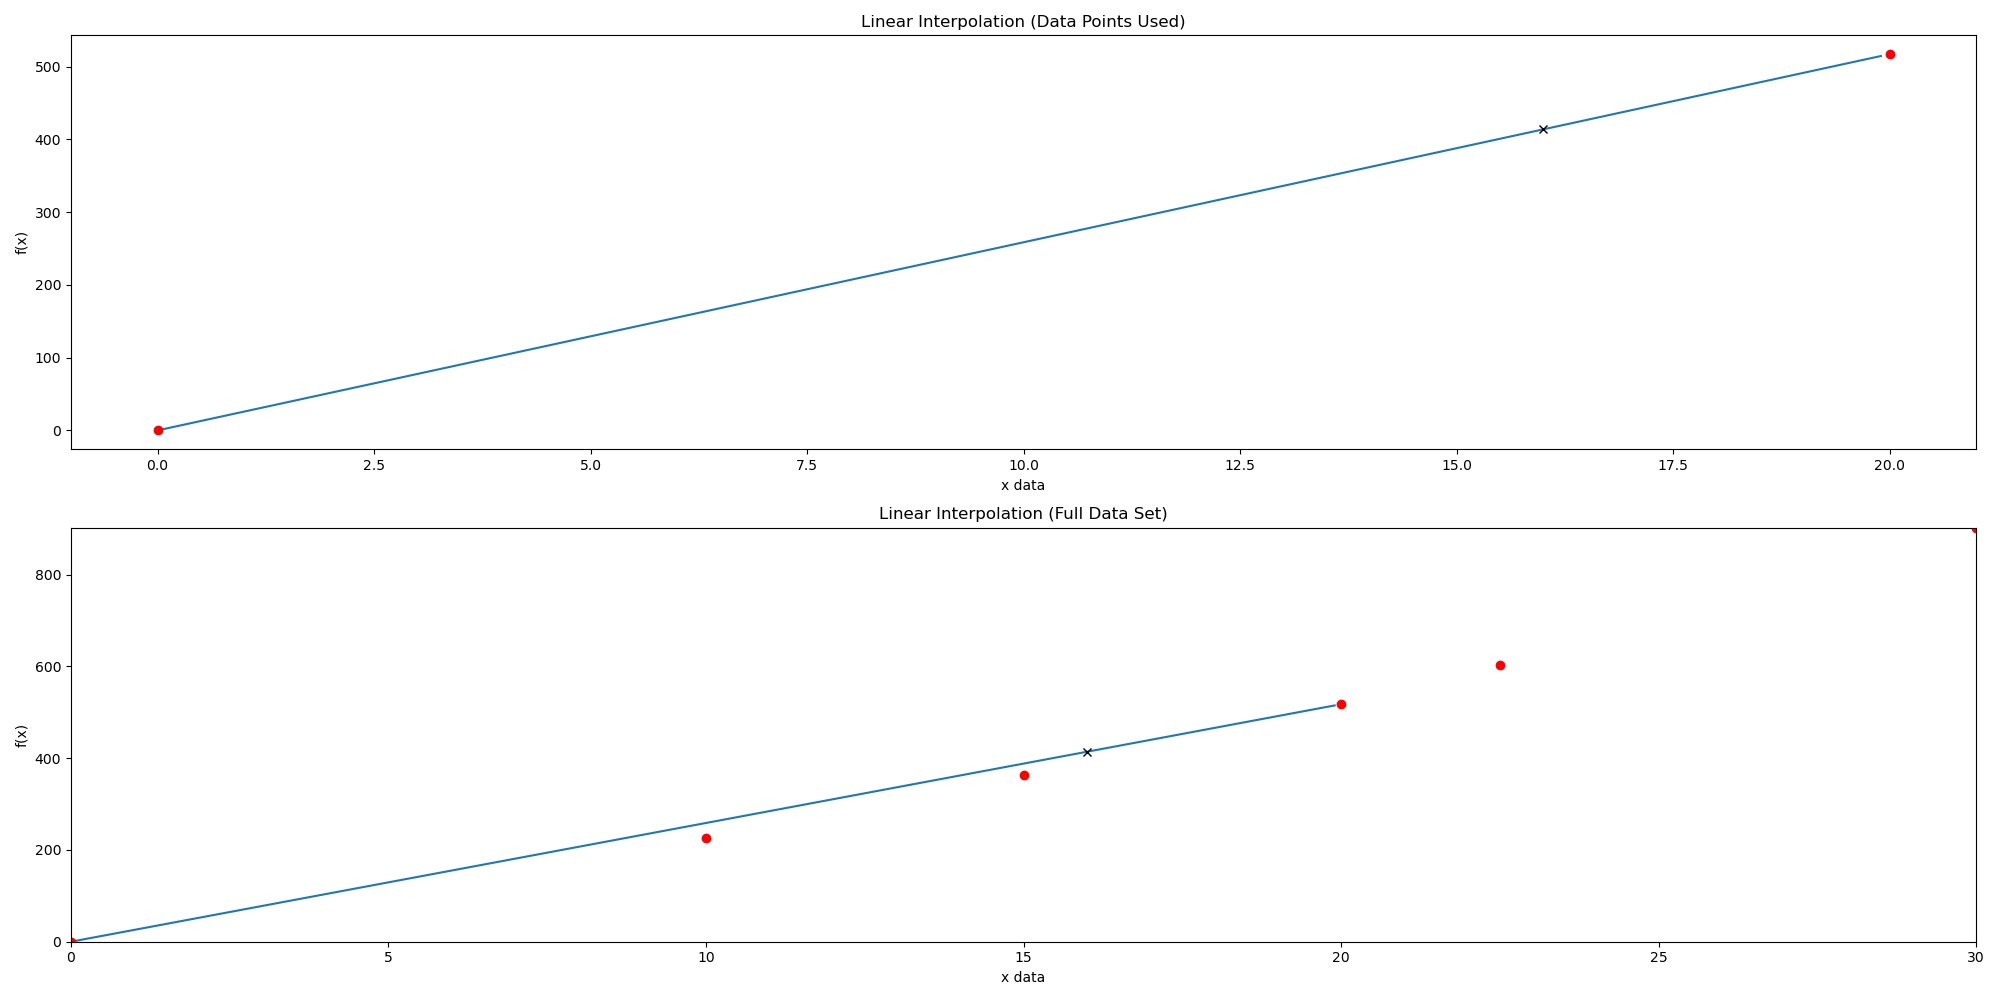 Linear Interpolation (Data Points Used)
f(x)
500
400
300
200
100
0
0.0 2.5 5.0 7.5 10.0 12.5 15.0 17.5 20.0
x data
Linear Interpolation (Full Data Set)
f(x)
800
600
400
200
0
0 5 10 15 20 25 30
x data